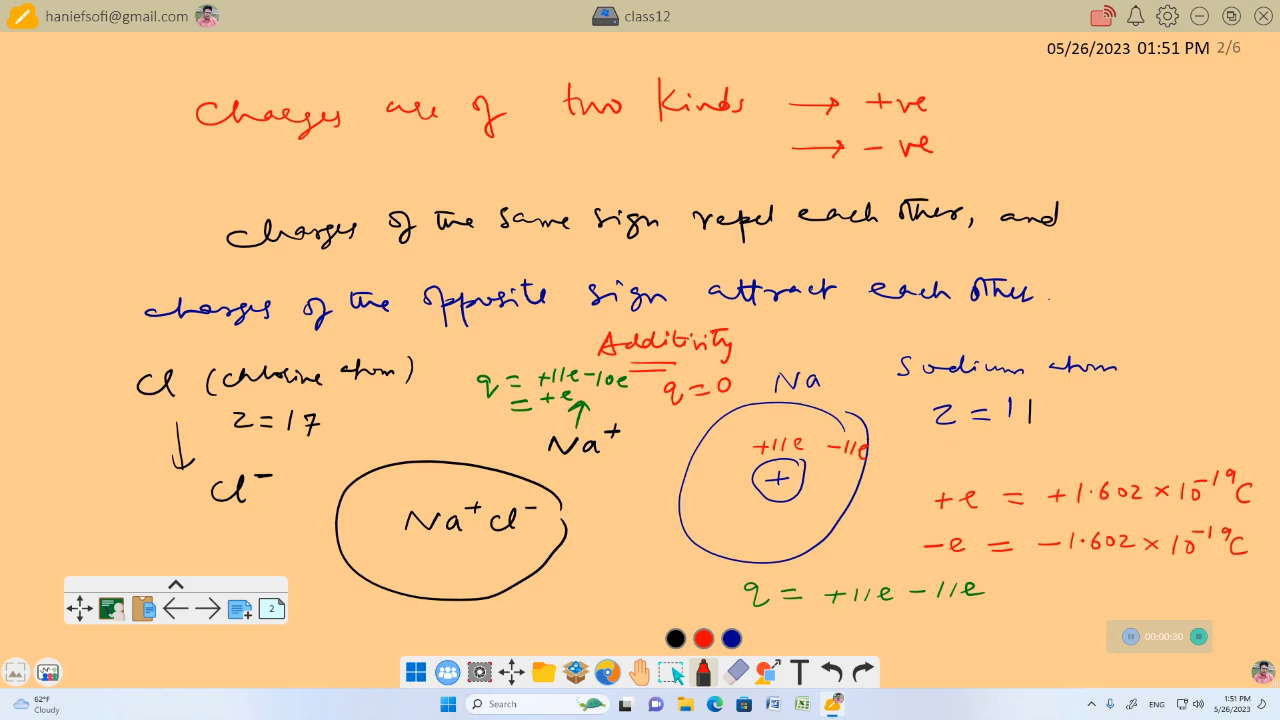 haniefsofi@gmail.com
class12
05/26/2023 01:51 PM 2/6
Charges are of two kinds → +ve
→ - ve
charges of the same sign repel each other, and
charges of the opposite sign attract each other.
Additivity
Cl (chlorine atom)
q = +11e-10e
= +e
q = 0
Na
Sodium atom
Z = 17
Z = 11
Na⁺
+11e -11e
+
Cl⁻
Na⁺Cl⁻
+e = +1.602 × 10⁻¹⁹C
-e = -1.602 × 10⁻¹⁹C
q = +11e - 11e
2
00:00:30
T
62°F
Cloudy
Search
ENG
1:51 PM
5/26/2023